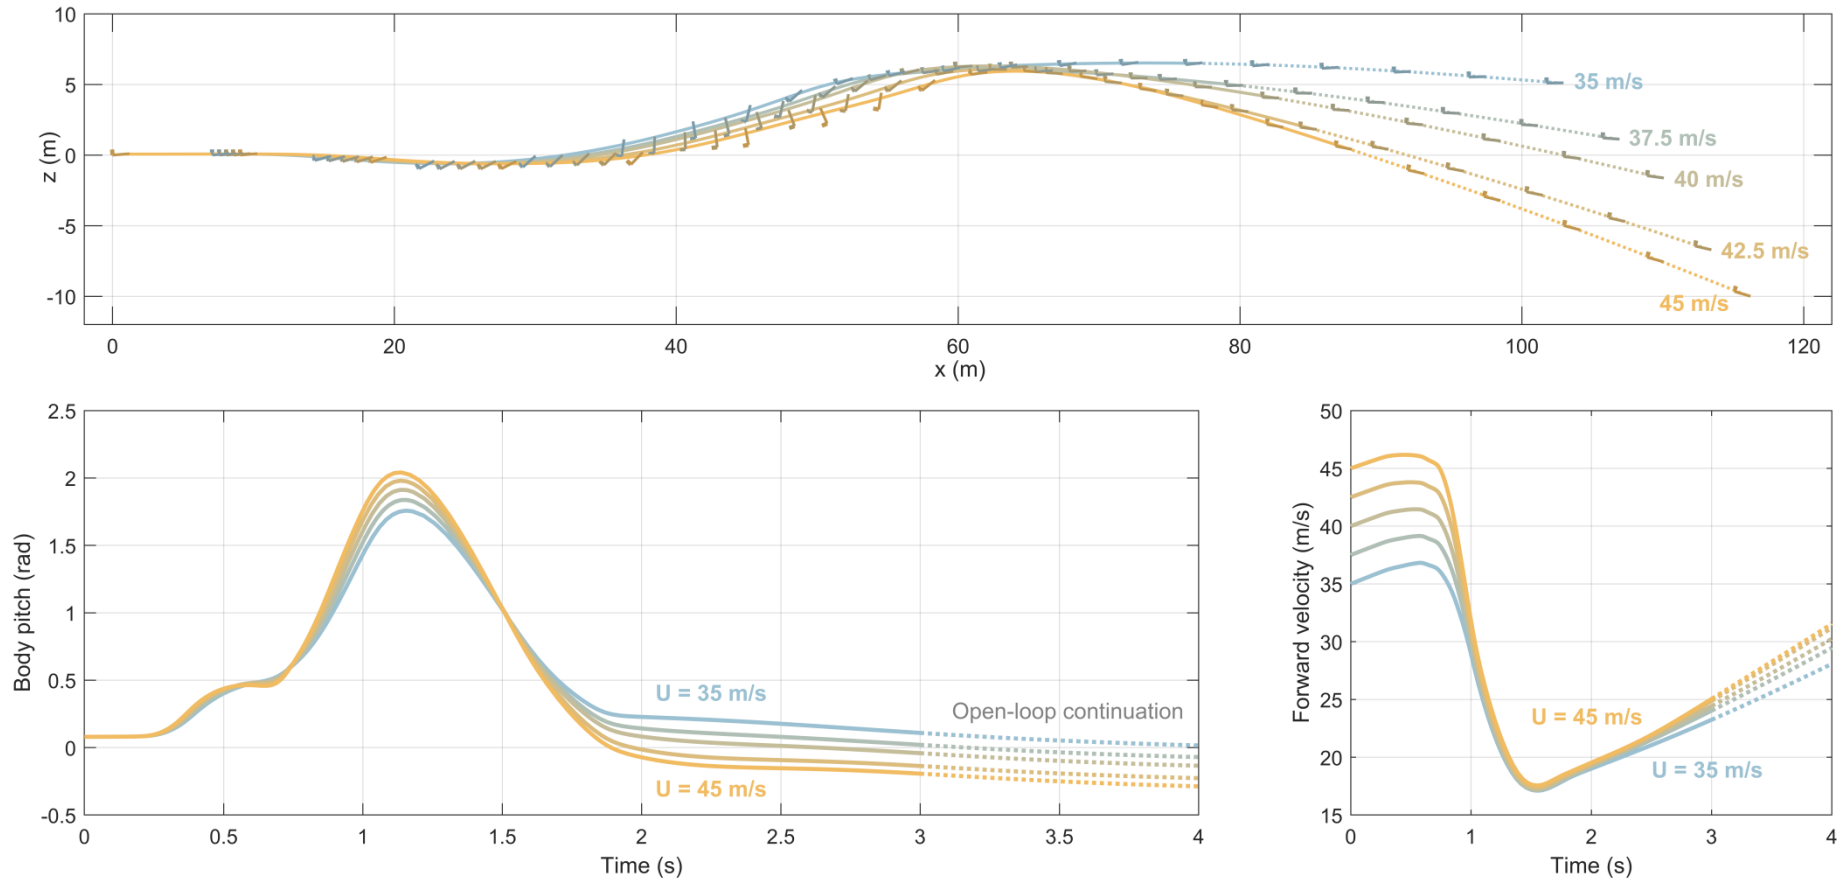 10
5
0
-5
-10
z (m)
35 m/s
37.5 m/s
40 m/s
42.5 m/s
45 m/s
0 20 40 60 80 100 120
x (m)
2.5
2
1.5
1
0.5
0
-0.5
Body pitch (rad)
U = 35 m/s
Open-loop continuation
U = 45 m/s
0 0.5 1 1.5 2 2.5 3 3.5 4
Time (s)
50
45
40
35
30
25
20
15
Forward velocity (m/s)
U = 45 m/s
U = 35 m/s
0 1 2 3 4
Time (s)